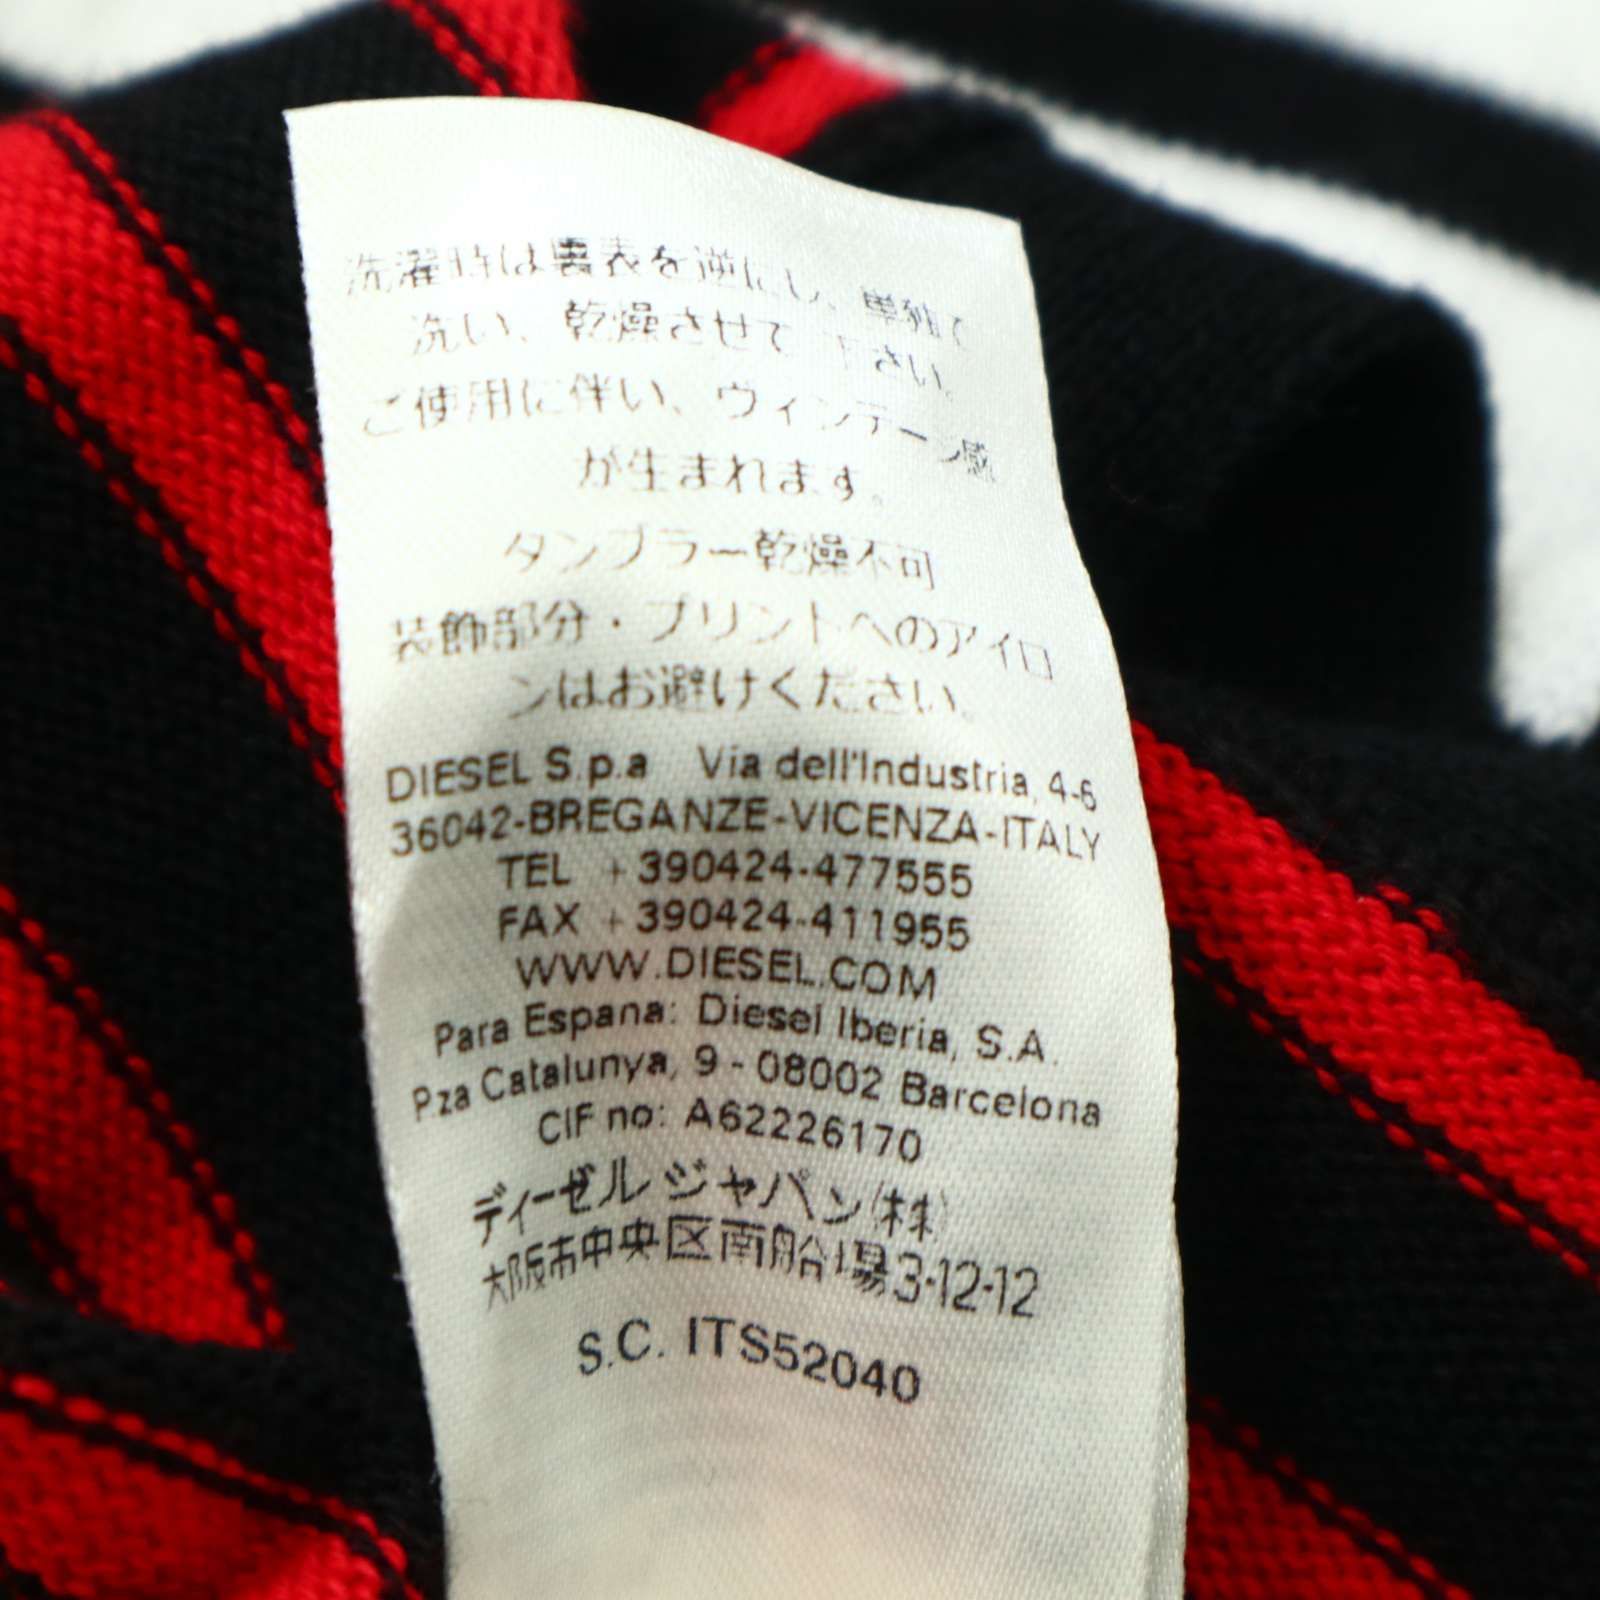 洗濯時は裏表を逆にし、単独で
洗い、乾燥させて下さい。
ご使用に伴い、ヴィンテージ感
が生まれます。
タンブラー乾燥不可
装飾部分・プリントへのアイロ
ンはお避けください。
DIESEL S.p.a Via dell'Industria, 4-6
36042-BREGANZE-VICENZA-ITALY
TEL +390424-477555
FAX +390424-411955
WWW.DIESEL.COM
Para Espana: Diesel Iberia, S.A.
Pza Catalunya, 9 - 08002 Barcelona
CIF no: A62226170
ディーゼルジャパン(株)
大阪市中央区南船場3-12-12
S.C. ITS52040